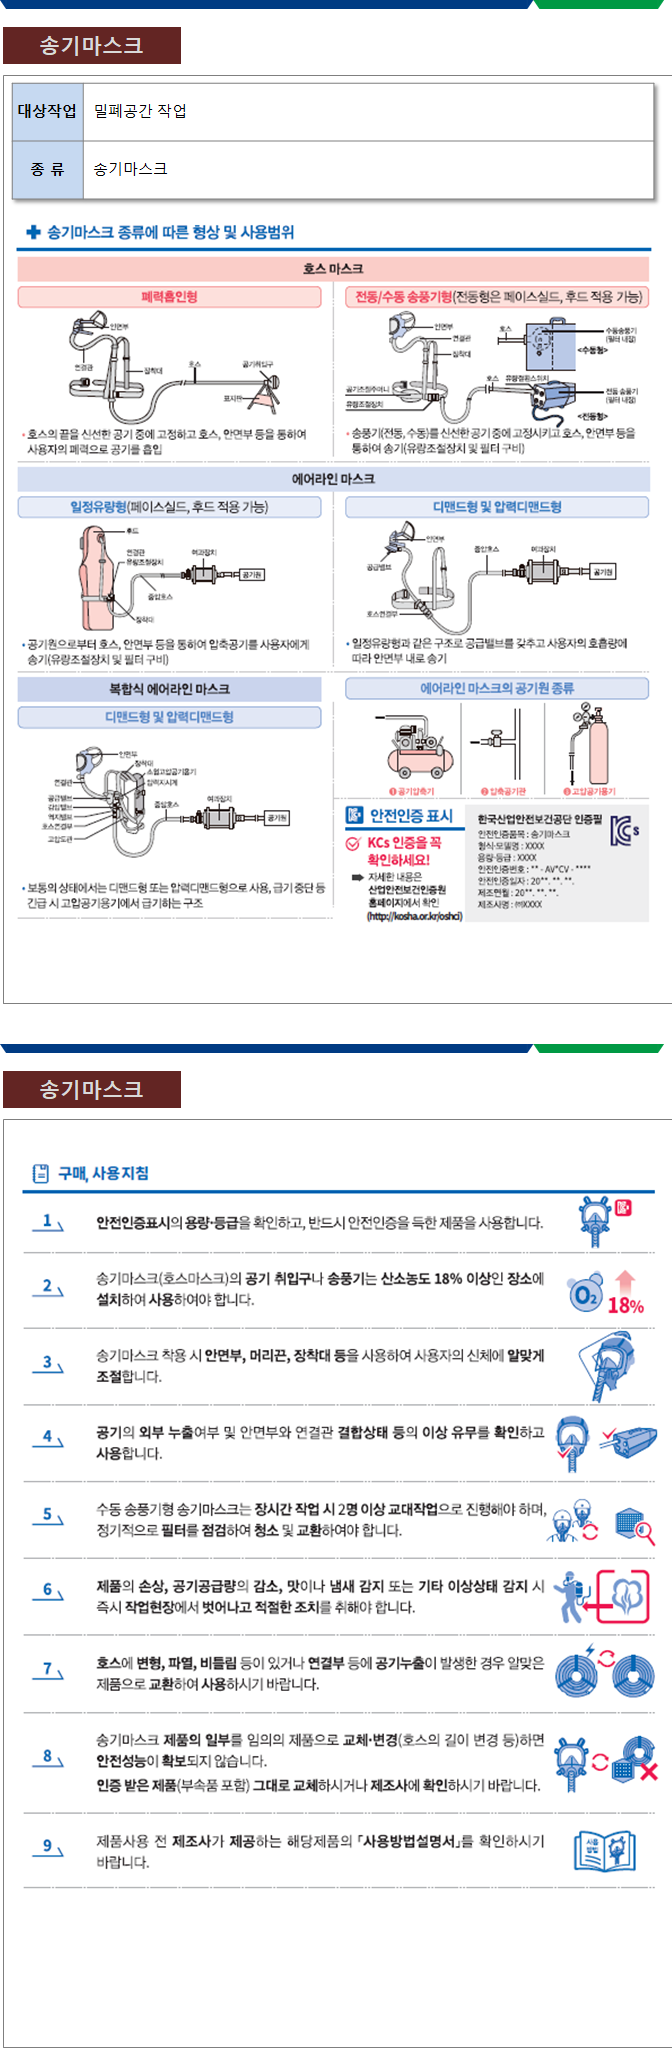 송기마스크
대상작업 밀폐공간 작업
종 류 송기마스크
송기마스크 종류에 따른 형상 및 사용범위
호스 마스크
폐력흡인형
안면부
연결관
장착대
호스
공기취입구
전동/수동 송풍기형(전동형은 페이스실드, 후드 적용 가능)
안면부
연결관
장착대
호스
수동송풍기
(필터 내장)
<수동형>
공기조절주머니
유량조절장치
호스
전동 송풍기
(필터 내장)
<전동형>
• 호스의 끝을 신선한 공기 중에 고정하고 호스, 안면부 등을 통하여
사용자의 폐력으로 공기를 흡입
• 송풍기(전동, 수동)를 신선한 공기 중에 고정시키고 호스, 안면부 등을
통하여 송기(유량조절장치 및 필터 구비)
에어라인 마스크
일정유량형(페이스실드, 후드 적용 가능)
후드
연결관
유량조절장치
여과장치
공기원
중압호스
장착대
디맨드형 및 압력디맨드형
안면부
공급밸브
중압호스
여과장치
공기원
호스연결부
• 공기원으로부터 호스, 안면부 등을 통하여 압축공기를 사용자에게
송기(유량조절장치 및 필터 구비)
• 일정유량형과 같은 구조로 공급밸브를 갖추고 사용자의 호흡량에
따라 안면부 내로 송기
복합식 에어라인 마스크
디맨드형 및 압력디맨드형
안면부
장착대
소형고압공기용기
압력지시계
연결관
공급밸브
감압밸브
역지밸브
호스연결부
고압도관
중압호스
여과장치
공기원
• 보통의 상태에서는 디맨드형 또는 압력디맨드형으로 사용, 급기 중단 등
긴급 시 고압공기용기에서 급기하는 구조
에어라인 마스크의 공기원 종류
❶ 공기압축기
❷ 압축공기관
❸ 고압공기용기
안전인증 표시
KCs 인증을 꼭
확인하세요!
자세한 내용은
산업안전보건인증원
홈페이지에서 확인
(http://kosha.or.kr/oshci)
한국산업안전보건공단 인증필
안전인증품목 : 송기마스크
형식·모델명 : XXXX
용량·등급 : XXXX
안전인증번호 : ** - AV*CV - ****
안전인증일자 : 20**. **. **.
제조연월 : 20**. **. **.
제조사명 : ㈜XXXX
송기마스크
구매, 사용지침
1 안전인증표시의 용량·등급을 확인하고, 반드시 안전인증을 득한 제품을 사용합니다.
2 송기마스크(호스마스크)의 공기 취입구나 송풍기는 산소농도 18% 이상인 장소에
설치하여 사용하여야 합니다.
O2
18%
3 송기마스크 착용 시 안면부, 머리끈, 장착대 등을 사용하여 사용자의 신체에 알맞게
조절합니다.
4 공기의 외부 누출여부 및 안면부와 연결관 결합상태 등의 이상 유무를 확인하고
사용합니다.
5 수동 송풍기형 송기마스크는 장시간 작업 시 2명 이상 교대작업으로 진행해야 하며,
정기적으로 필터를 점검하여 청소 및 교환하여야 합니다.
6 제품의 손상, 공기공급량의 감소, 맛이나 냄새 감지 또는 기타 이상상태 감지 시
즉시 작업현장에서 벗어나고 적절한 조치를 취해야 합니다.
7 호스에 변형, 파열, 비틀림 등이 있거나 연결부 등에 공기누출이 발생한 경우 알맞은
제품으로 교환하여 사용하시기 바랍니다.
8 송기마스크 제품의 일부를 임의의 제품으로 교체·변경(호스의 길이 변경 등)하면
안전성능이 확보되지 않습니다.
인증 받은 제품(부속품 포함) 그대로 교체하시거나 제조사에 확인하시기 바랍니다.
9 제품사용 전 제조사가 제공하는 해당제품의 「사용방법설명서」를 확인하시기
바랍니다.
사용
방법